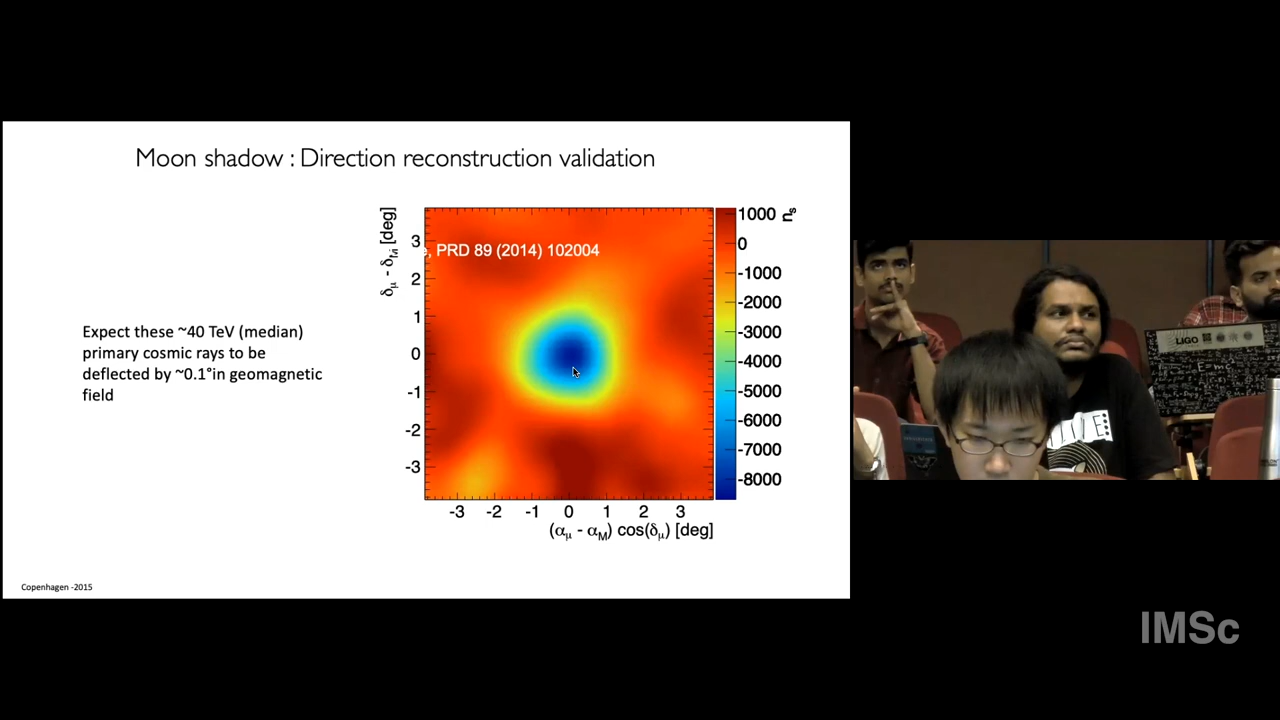 Moon shadow : Direction reconstruction validation
δμ - δM [deg]
3
2
1
0
-1
-2
-3
, PRD 89 (2014) 102004
-3 -2 -1 0 1 2 3
(αμ - αM) cos(δμ) [deg]
1000 ns
0
-1000
-2000
-3000
-4000
-5000
-6000
-7000
-8000
Expect these ~40 TeV (median)
primary cosmic rays to be
deflected by ~0.1°in geomagnetic
field
Copenhagen -2015
LIGO
IMSc